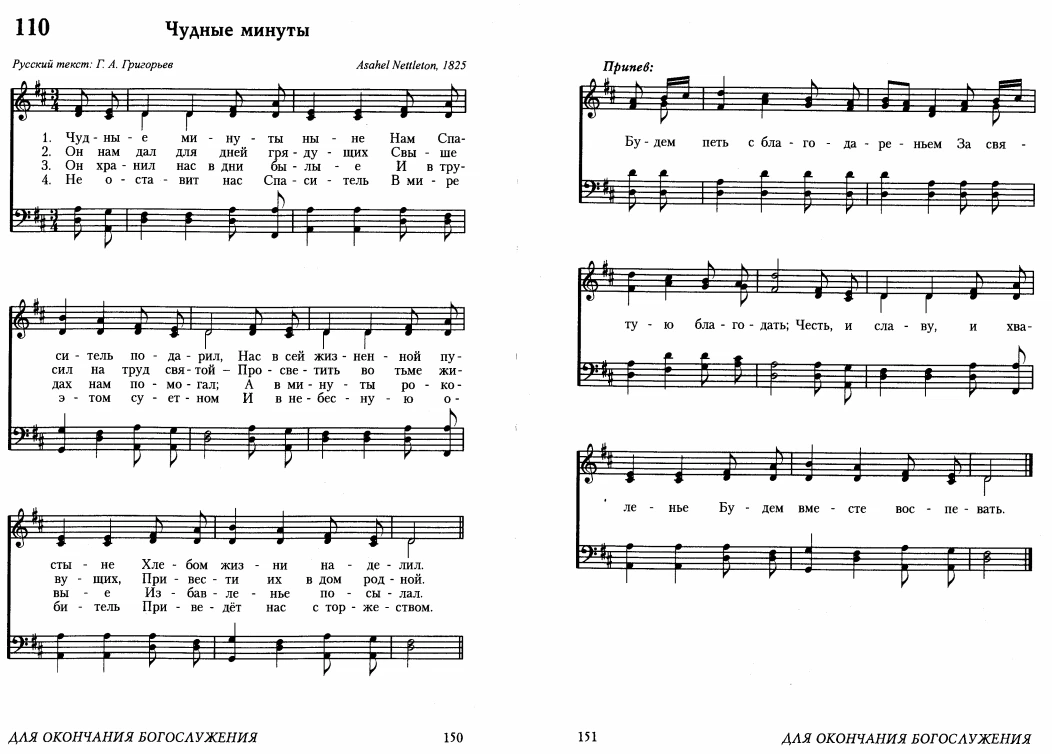 110 Чудные минуты
Русский текст: Г. А. Григорьев
Asahel Nettleton, 1825
1. Чуд - ны - е ми - ну - ты ны - не Нам Спа-
2. Он нам дал для дней гря - ду - щих Свы - ше
3. Он хра - нил нас в дни бы - лы - е И в тру-
4. Не о - ста - вит нас Спа - си - тель В ми - ре
си - тель по - да - рил, Нас в сей жиз - нен - ной пу-
сил на труд свя - той – Про - све - тить во тьме жи-
дах нам по - мо - гал; А в ми - ну - ты ро - ко-
э - том су - ет - ном И в не - бес - ну - ю о-
сты - не Хле - бом жиз - ни на - де - лил.
ву - щих, При - вес - ти их в дом род - ной.
вы - е Из - бав - ле - нье по - сы - лал.
би - тель При - ве - дёт нас с тор - же - ством.
ДЛЯ ОКОНЧАНИЯ БОГОСЛУЖЕНИЯ 150
Припев:
Бу - дем петь с бла - го - да - ре - ньем За свя -
ту - ю бла - го - дать; Честь, и сла - ву, и хва-
ле - нье Бу - дем вме - сте вос - пе - вать.
151 ДЛЯ ОКОНЧАНИЯ БОГОСЛУЖЕНИЯ